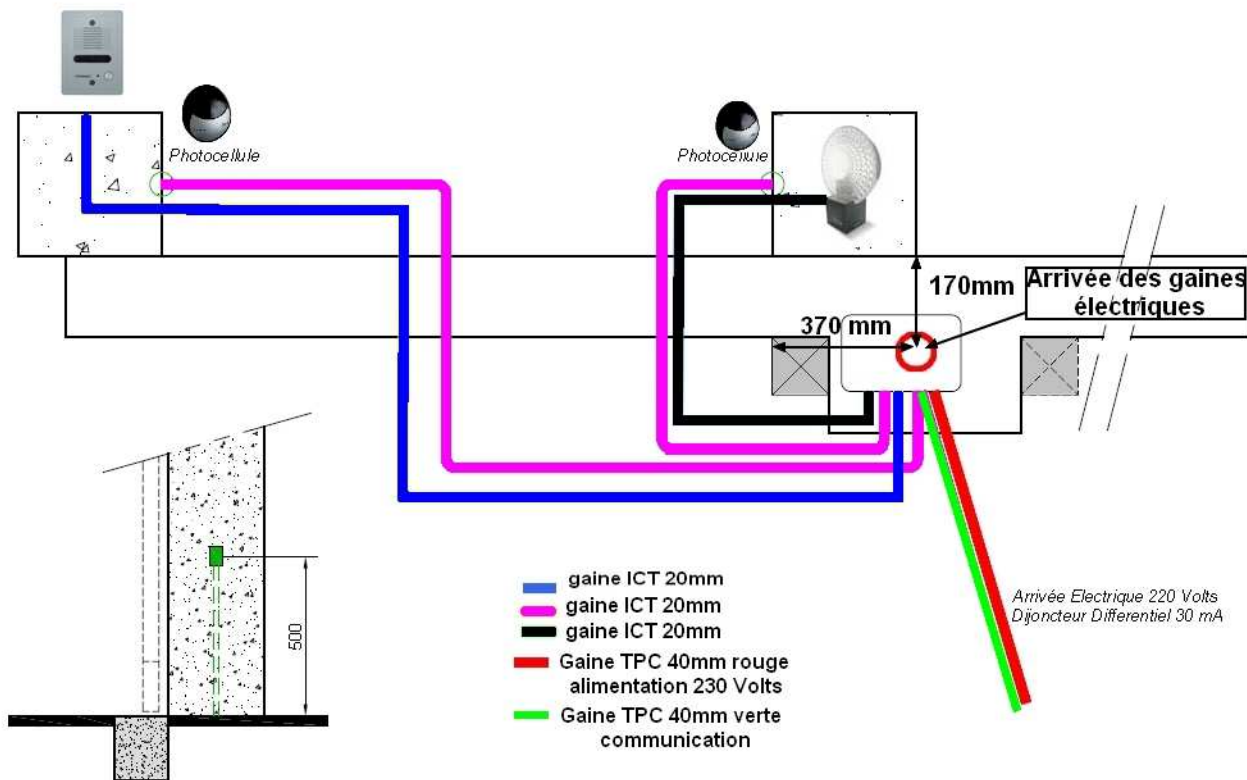 Photocellule
Photocellule
170mm
Arrivée des gaines
électriques
370 mm
500
gaine ICT 20mm
gaine ICT 20mm
gaine ICT 20mm
Gaine TPC 40mm rouge
alimentation 230 Volts
Gaine TPC 40mm verte
communication
Arrivée Electrique 220 Volts
Dijoncteur Differentiel 30 mA